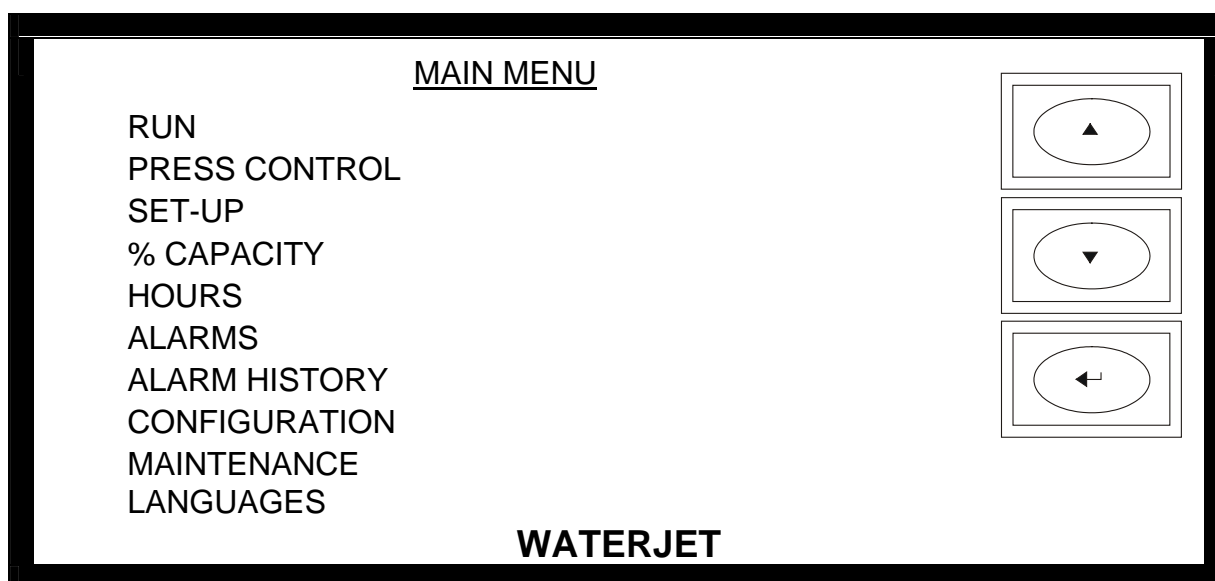 MAIN MENU
RUN
PRESS CONTROL
SET-UP
% CAPACITY
HOURS
ALARMS
ALARM HISTORY
CONFIGURATION
MAINTENANCE
LANGUAGES
WATERJET